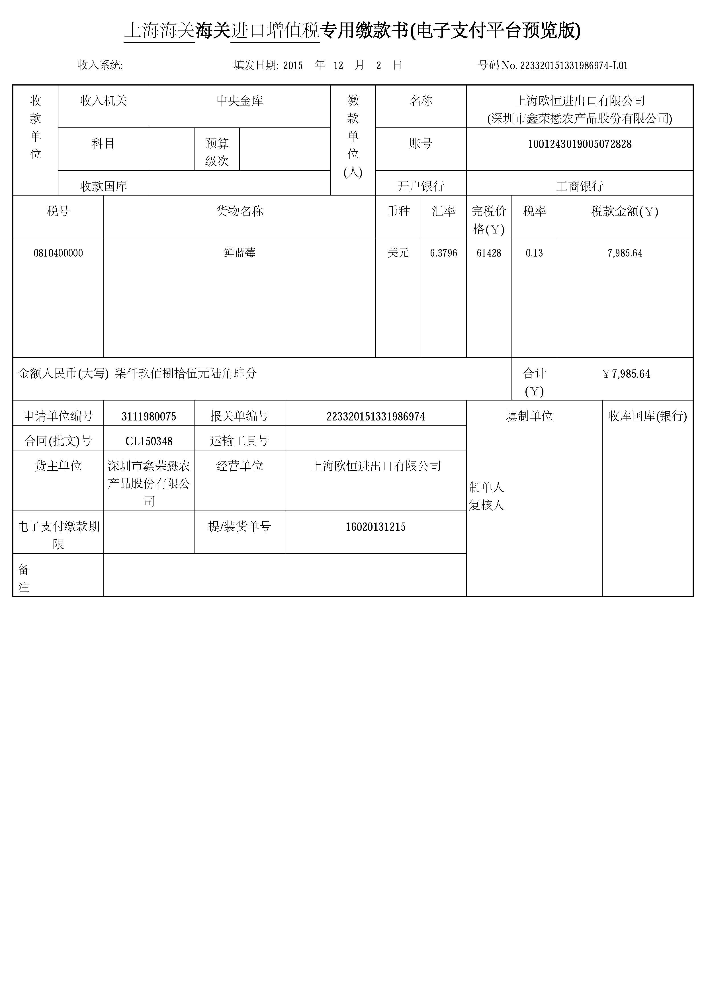 上海海关海关进口增值税专用缴款书(电子支付平台预览版)
收入系统: 填发日期: 2015 年 12 月 2 日 号码 No. 223320151331986974-L01
收款单位 收入机关 中央金库 缴款单位(人) 名称 上海欧恒进出口有限公司
(深圳市鑫荣懋农产品股份有限公司)
科目 预算级次 账号 1001243019005072828
收款国库 开户银行 工商银行
税号 货物名称 币种 汇率 完税价格(¥) 税率 税款金额(¥)
0810400000 鲜蓝莓 美元 6.3796 61428 0.13 7,985.64
金额人民币(大写) 柒仟玖佰捌拾伍元陆角肆分 合计(¥) ¥7,985.64
申请单位编号 3111980075 报关单编号 223320151331986974 填制单位 收库国库(银行)
合同(批文)号 CL150348 运输工具号
货主单位 深圳市鑫荣懋农产品股份有限公司 经营单位 上海欧恒进出口有限公司
制单人
复核人
电子支付缴款期限 提/装货单号 16020131215
备注